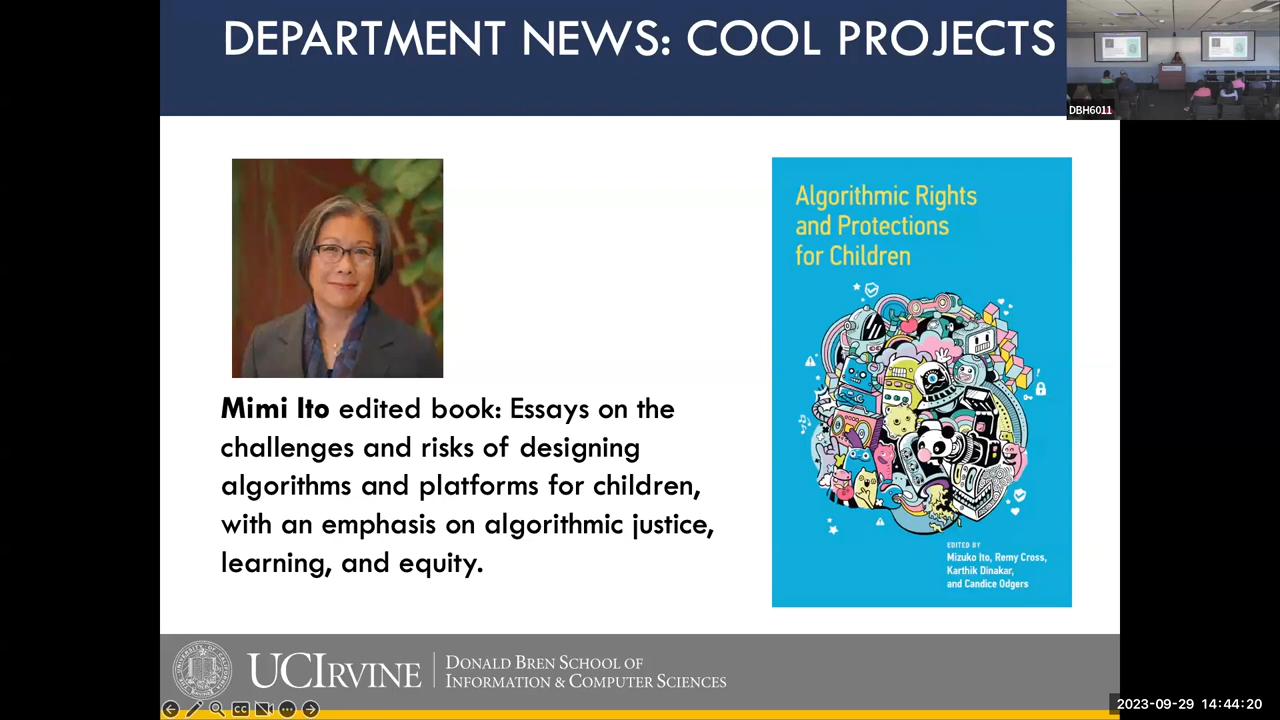 DEPARTMENT NEWS: COOL PROJECTS
DBH6011
Algorithmic Rights
and Protections
for Children
Mimi Ito edited book: Essays on the
challenges and risks of designing
algorithms and platforms for children,
with an emphasis on algorithmic justice,
learning, and equity.
EDITED BY
Mizuko Ito, Remy Cross,
Karthik Dinakar,
and Candice Odgers
UCIRVINE
DONALD BREN SCHOOL OF
INFORMATION & COMPUTER SCIENCES
CC
2023-09-29 14:44:20